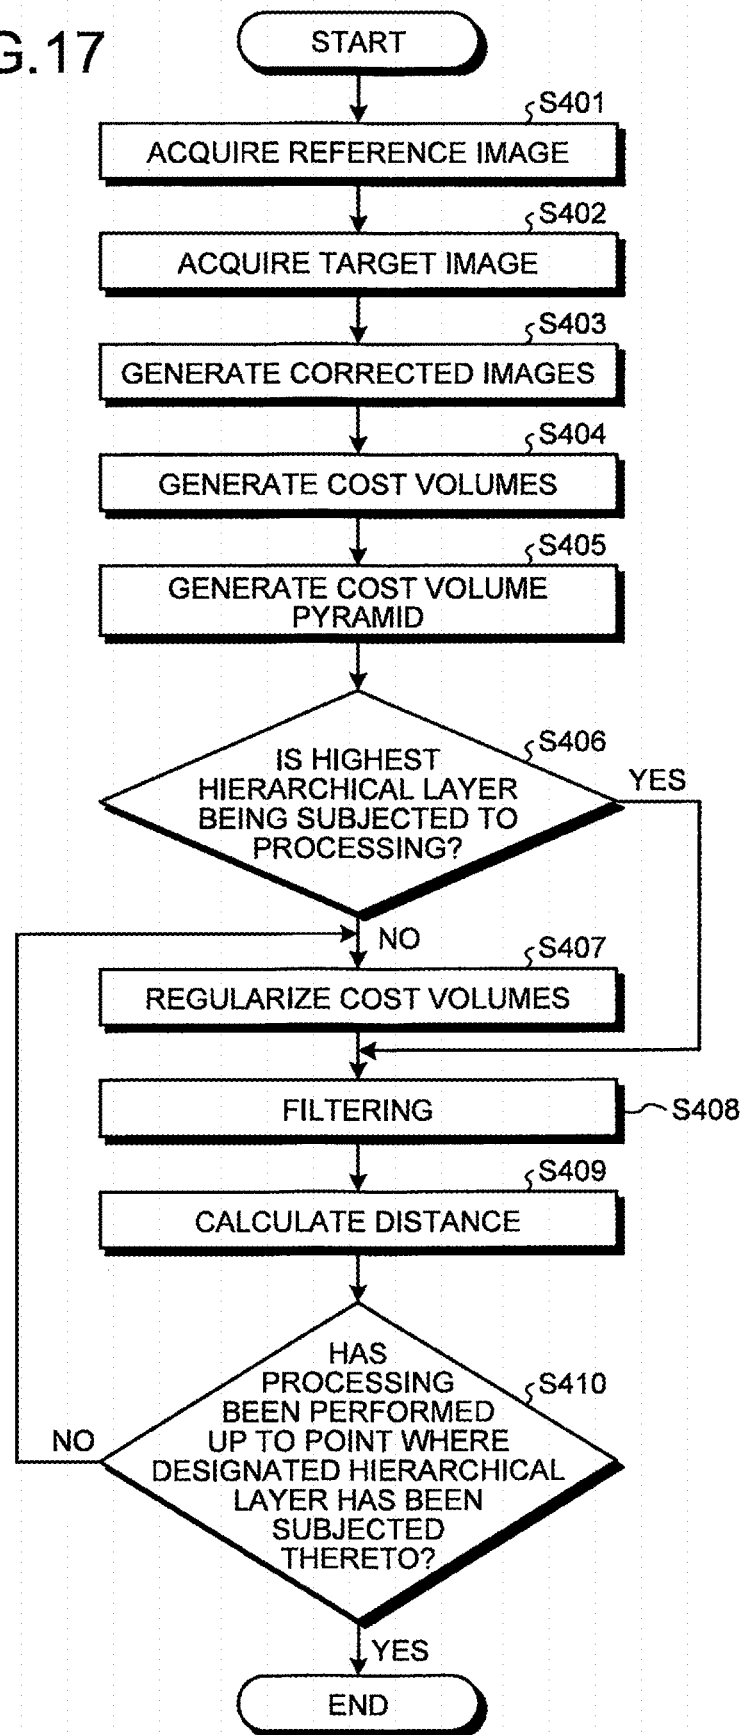 G.17
START
S401
ACQUIRE REFERENCE IMAGE
S402
ACQUIRE TARGET IMAGE
S403
GENERATE CORRECTED IMAGES
S404
GENERATE COST VOLUMES
S405
GENERATE COST VOLUME
PYRAMID
S406
IS HIGHEST
HIERARCHICAL LAYER
BEING SUBJECTED TO
PROCESSING?
YES
NO
S407
REGULARIZE COST VOLUMES
FILTERING
S408
S409
CALCULATE DISTANCE
S410
HAS
PROCESSING
BEEN PERFORMED
UP TO POINT WHERE
DESIGNATED HIERARCHICAL
LAYER HAS BEEN
SUBJECTED
THERETO?
NO
YES
END